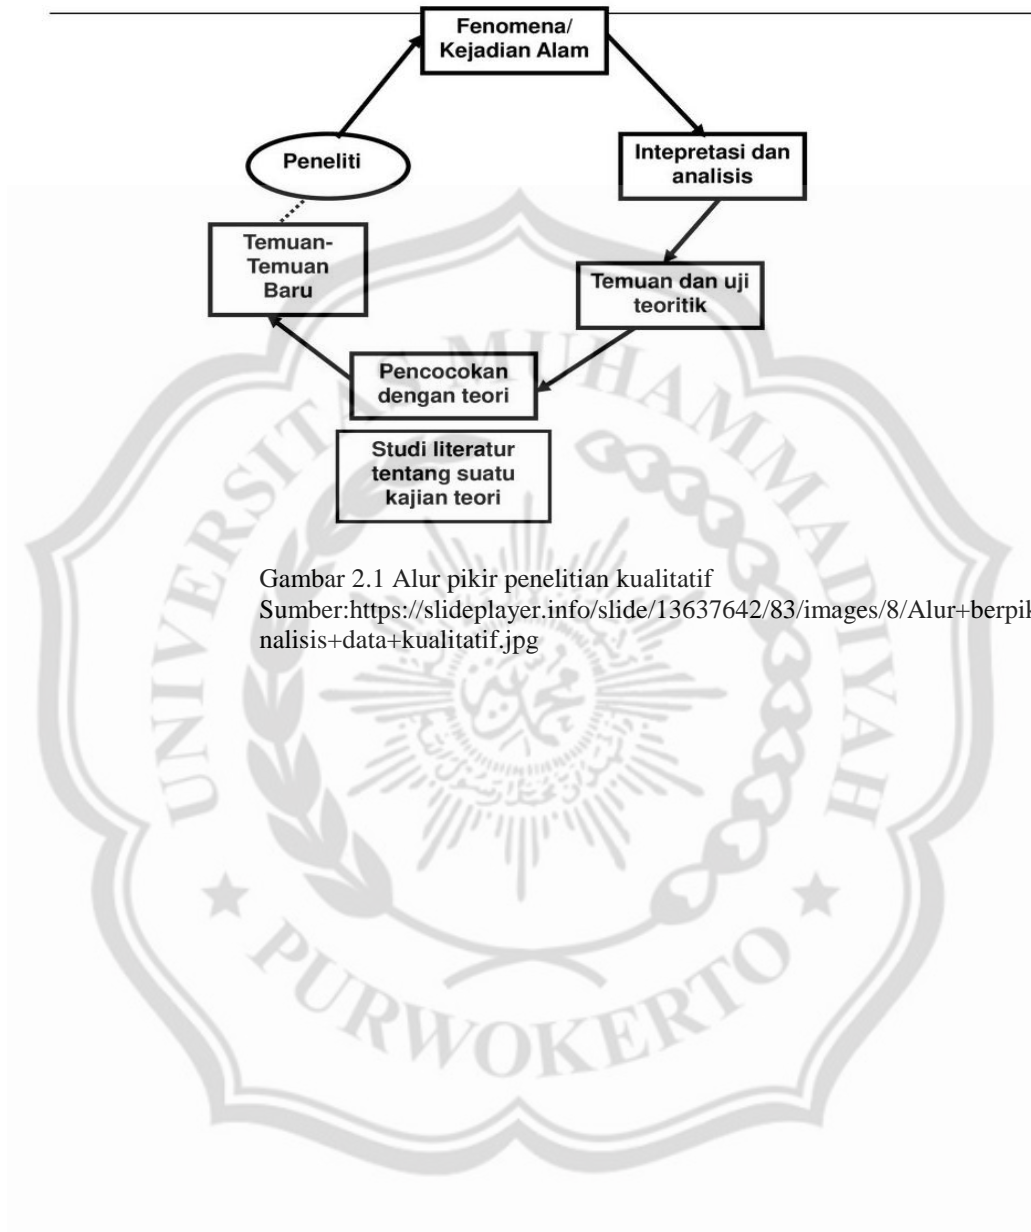 Fenomena/
Kejadian Alam
Peneliti
Intepretasi dan
analisis
Temuan-
Temuan
Baru
Temuan dan uji
teoritik
Pencocokan
dengan teori
Studi literatur
tentang suatu
kajian teori
Gambar 2.1 Alur pikir penelitian kualitatif
Sumber:https://slideplayer.info/slide/13637642/83/images/8/Alur+berpik
nalisis+data+kualitatif.jpg
UNIVERSITAS MUHAMMADIYAH
PURWOKERTO